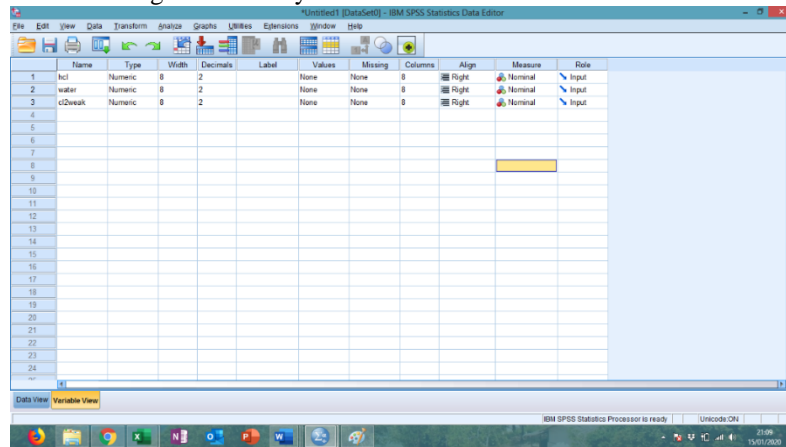 *Untitled1 [DataSet0] - IBM SPSS Statistics Data Editor
File Edit View Data Transform Analyze Graphs Utilities Extensions Window Help
Name Type Width Decimals Label Values Missing Columns Align Measure Role
1 hcl Numeric 8 2 None None 8 Right Nominal Input
2 water Numeric 8 2 None None 8 Right Nominal Input
3 cl2weak Numeric 8 2 None None 8 Right Nominal Input
4
5
6
7
8
9
10
11
12
13
14
15
16
17
18
19
20
21
22
23
24
Data View Variable View
IBM SPSS Statistics Processor is ready Unicode:ON
21:09
15/01/2020